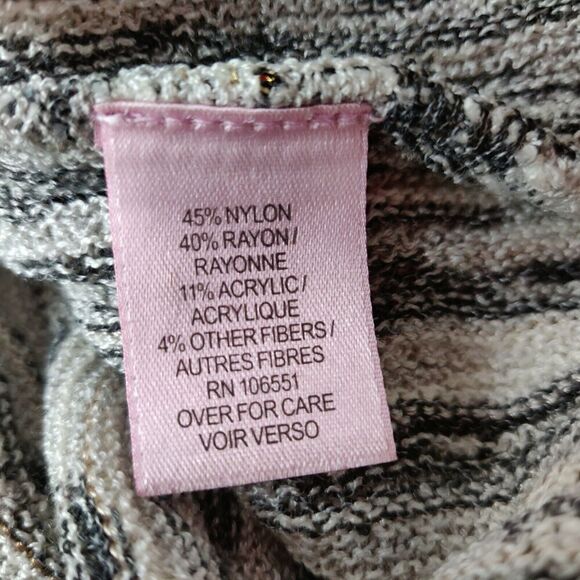 45% NYLON
40% RAYON /
RAYONNE
11% ACRYLIC /
ACRYLIQUE
4% OTHER FIBERS /
AUTRES FIBRES
RN 106551
OVER FOR CARE
VOIR VERSO